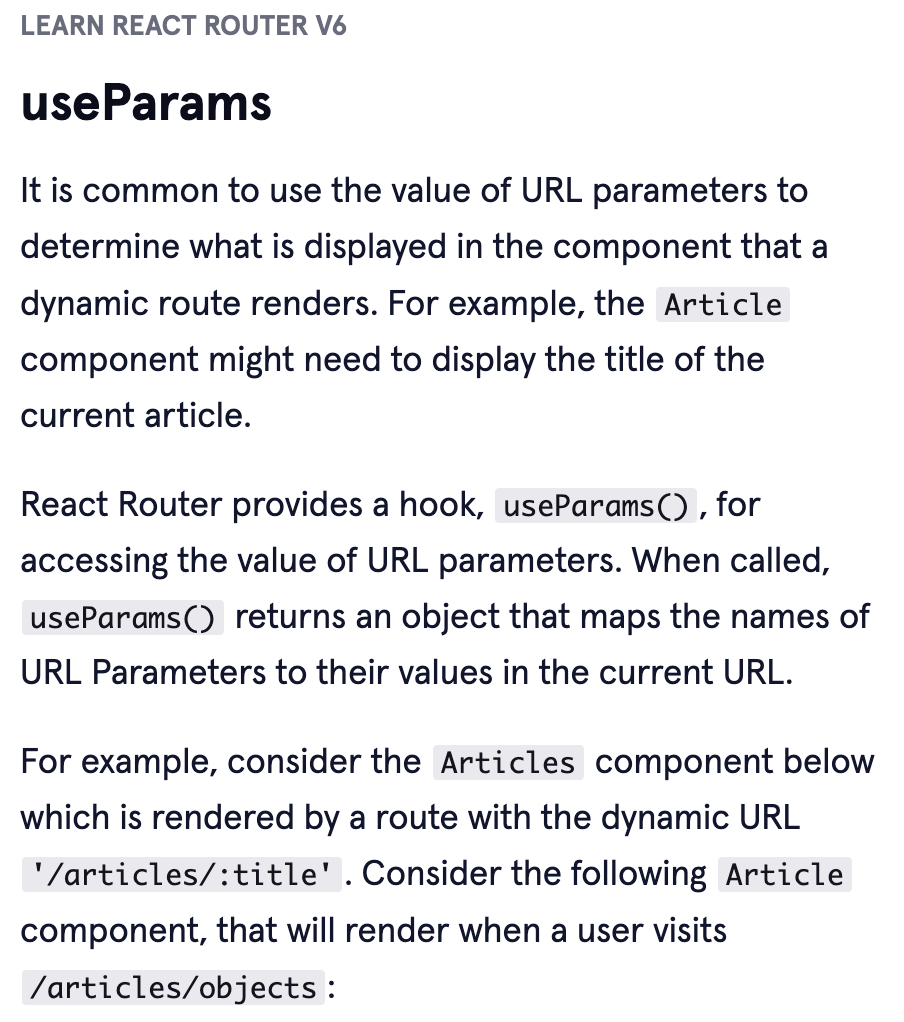 LEARN REACT ROUTER V6
useParams
It is common to use the value of URL parameters to
determine what is displayed in the component that a
dynamic route renders. For example, the Article
component might need to display the title of the
current article.
React Router provides a hook, useParams(), for
accessing the value of URL parameters. When called,
useParams() returns an object that maps the names of
URL Parameters to their values in the current URL.
For example, consider the Articles component below
which is rendered by a route with the dynamic URL
'/articles/:title'. Consider the following Article
component, that will render when a user visits
/articles/objects: